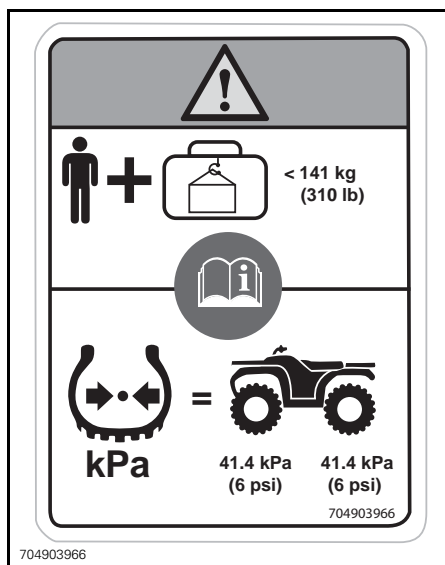 !
< 141 kg
(310 lb)
i
kPa
=
41.4 kPa 41.4 kPa
(6 psi) (6 psi)
704903966
704903966